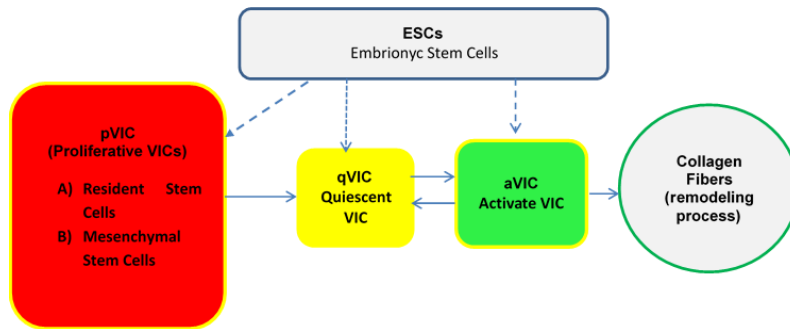 ESCs
Embrionyc Stem Cells
pVIC
(Proliferative VICs)
A) Resident Stem
Cells
B) Mesenchymal
Stem Cells
qVIC
Quiescent
VIC
aVIC
Activate VIC
Collagen
Fibers
(remodeling
process)